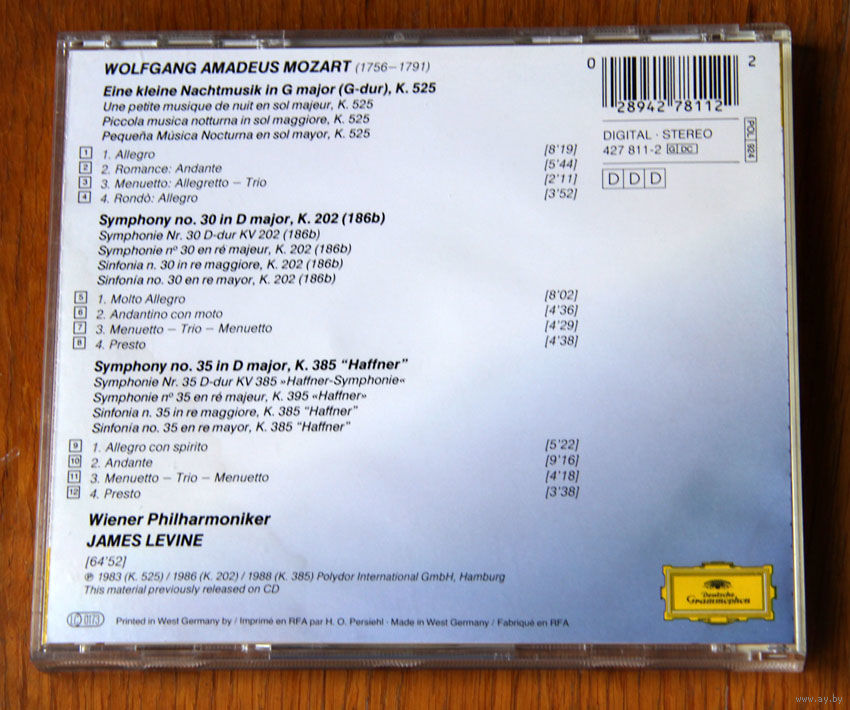 WOLFGANG AMADEUS MOZART (1756–1791)
Eine kleine Nachtmusik in G major (G-dur), K. 525
Une petite musique de nuit en sol majeur, K. 525
Piccola musica notturna in sol maggiore, K. 525
Pequeña Música Nocturna en sol mayor, K. 525
1 1. Allegro [8'19]
2 2. Romance: Andante [5'44]
3 3. Menuetto: Allegretto – Trio [2'11]
4 4. Rondò: Allegro [3'52]
Symphony no. 30 in D major, K. 202 (186b)
Symphonie Nr. 30 D-dur KV 202 (186b)
Symphonie nº 30 en ré majeur, K. 202 (186b)
Sinfonia n. 30 in re maggiore, K. 202 (186b)
Sinfonía no. 30 en re mayor, K. 202 (186b)
5 1. Molto Allegro [8'02]
6 2. Andantino con moto [4'36]
7 3. Menuetto – Trio – Menuetto [4'29]
8 4. Presto [4'38]
Symphony no. 35 in D major, K. 385 “Haffner”
Symphonie Nr. 35 D-dur KV 385 »Haffner-Symphonie«
Symphonie nº 35 en ré majeur, K. 395 «Haffner»
Sinfonia n. 35 in re maggiore, K. 385 “Haffner”
Sinfonía no. 35 en re mayor, K. 385 “Haffner”
9 1. Allegro con spirito [5'22]
10 2. Andante [9'16]
11 3. Menuetto – Trio – Menuetto [4'18]
12 4. Presto [3'38]
Wiener Philharmoniker
JAMES LEVINE
[64'52]
℗ 1983 (K. 525) / 1986 (K. 202) / 1988 (K. 385) Polydor International GmbH, Hamburg
This material previously released on CD
Printed in West Germany by / Imprimé en RFA par H. O. Persiehl · Made in West Germany / Fabriqué en RFA
0 28942 78112 2
DIGITAL · STEREO
427 811-2 G DC
POL 924
D D D
Deutsche
Grammophon
www.ay.by